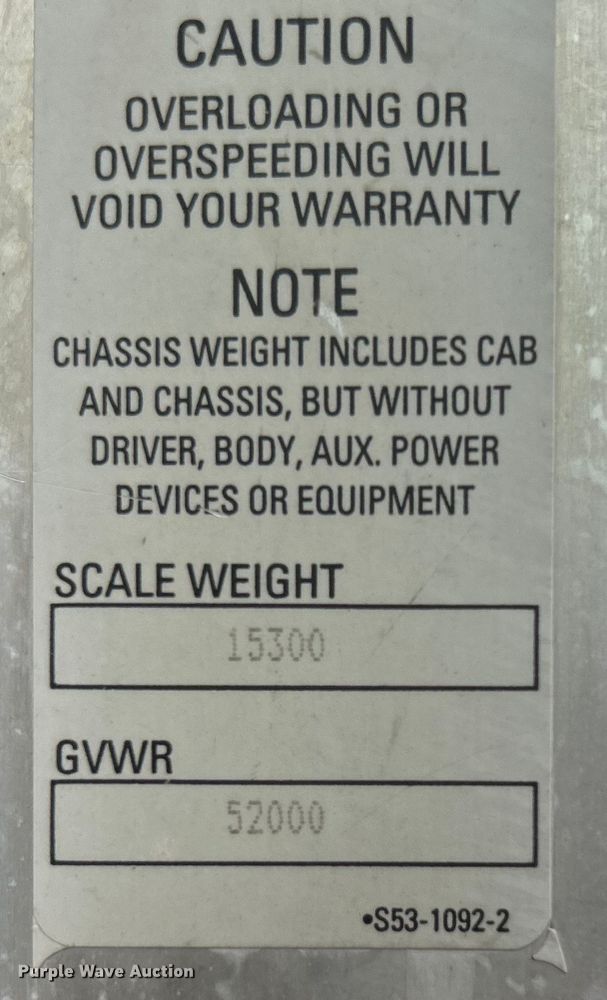 CAUTION
OVERLOADING OR
OVERSPEEDING WILL
VOID YOUR WARRANTY
NOTE
CHASSIS WEIGHT INCLUDES CAB
AND CHASSIS, BUT WITHOUT
DRIVER, BODY, AUX. POWER
DEVICES OR EQUIPMENT
SCALE WEIGHT
15300
GVWR
52000
•S53-1092-2
Purple Wave Auction